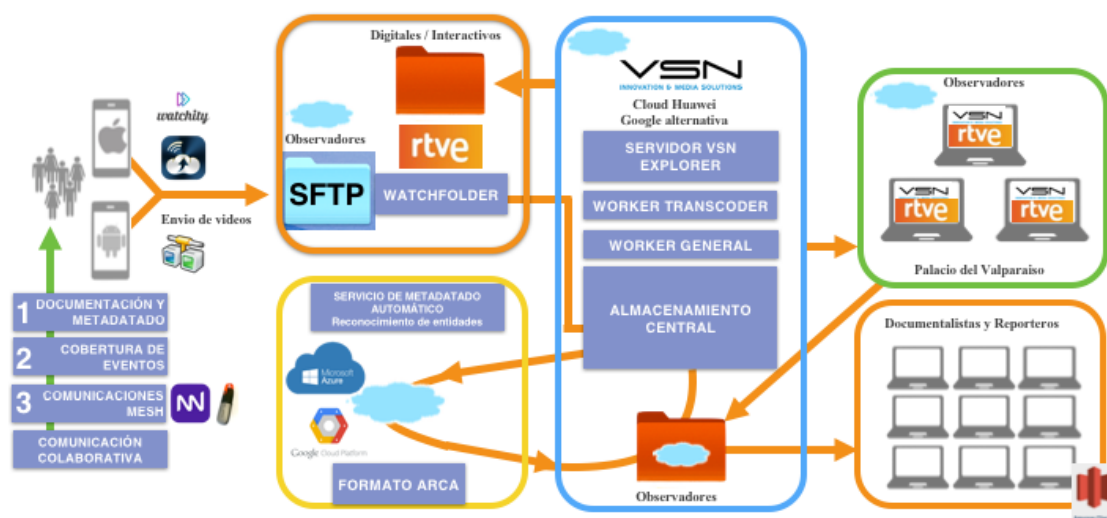 watchity
Envio de videos
1 DOCUMENTACIÓN Y
METADATADO
2 COBERTURA DE
EVENTOS
3 COMUNICACIONES
MESH
COMUNICACIÓN
COLABORATIVA
Digitales / Interactivos
Observadores
rtve
SFTP
WATCHFOLDER
SERVICIO DE METADATADO
AUTOMÁTICO
Reconocimiento de entidades
Microsoft
Azure
Google Cloud Platform
FORMATO ARCA
VSN
INNOVATION & MEDIA SOLUTIONS
Cloud Huawei
Google alternativa
SERVIDOR VSN
EXPLORER
WORKER TRANSCODER
WORKER GENERAL
ALMACENAMIENTO
CENTRAL
Observadores
Observadores
VSN
rtve
VSN
rtve
VSN
rtve
Palacio del Valparaiso
Documentalistas y Reporteros